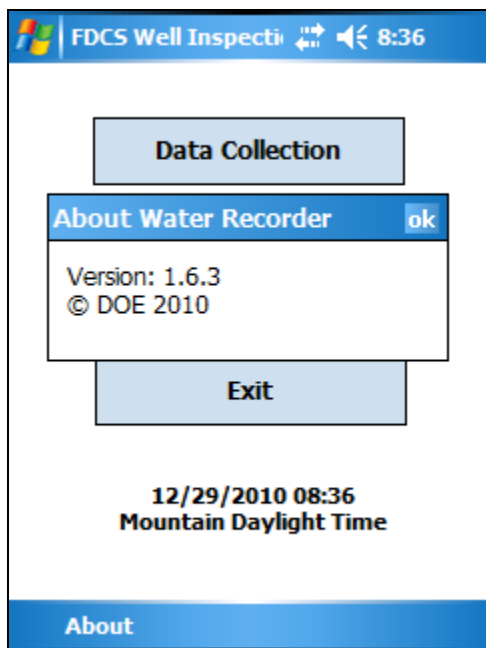 FDCS Well Inspecti 8:36
Data Collection
About Water Recorder ok
Version: 1.6.3
© DOE 2010
Exit
12/29/2010 08:36
Mountain Daylight Time
About